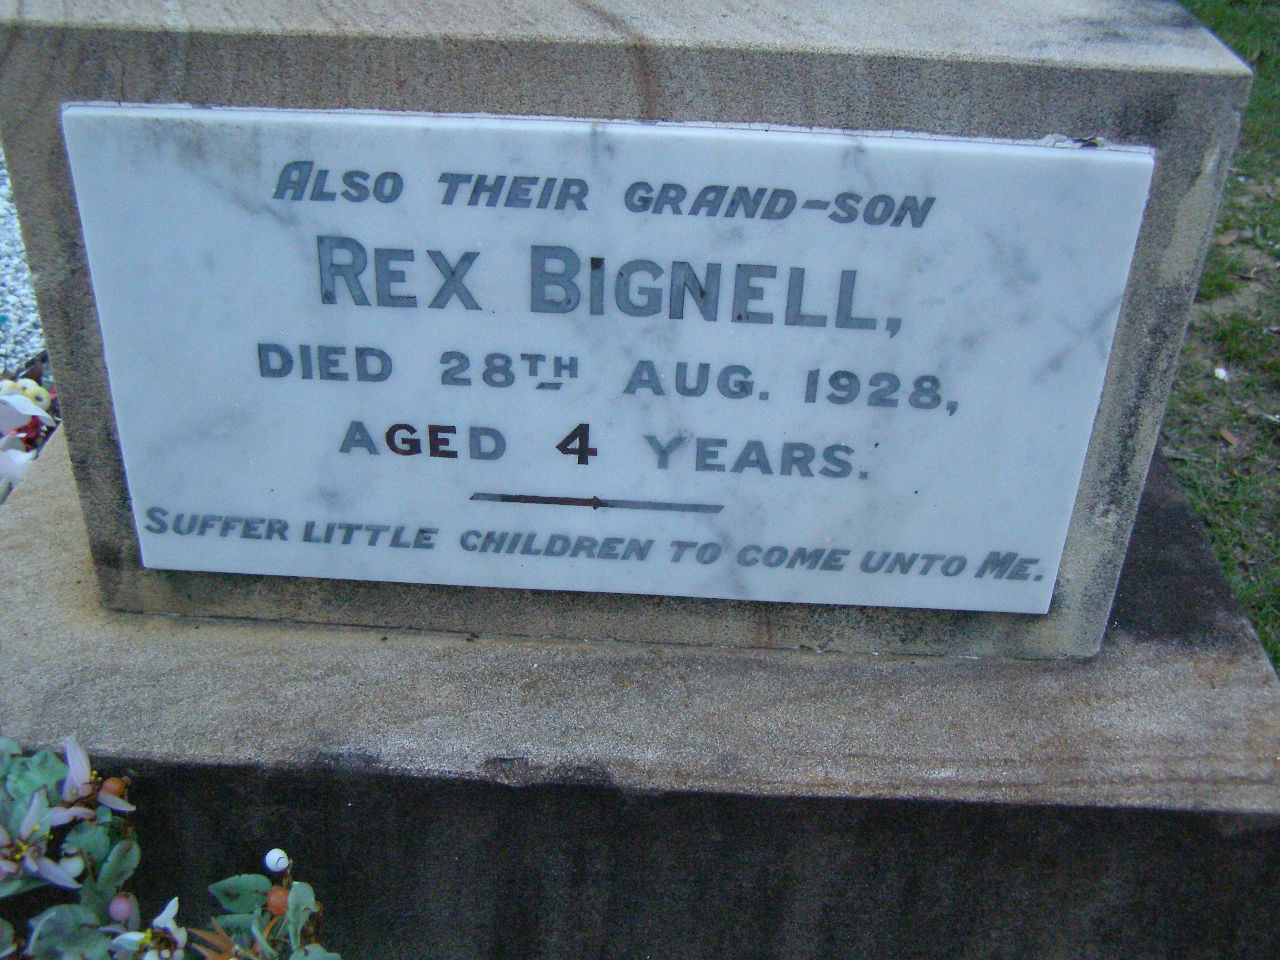 ALSO THEIR GRAND-SON
REX BIGNELL,
DIED 28TH AUG. 1928,
AGED 4 YEARS.
SUFFER LITTLE CHILDREN TO COME UNTO ME.